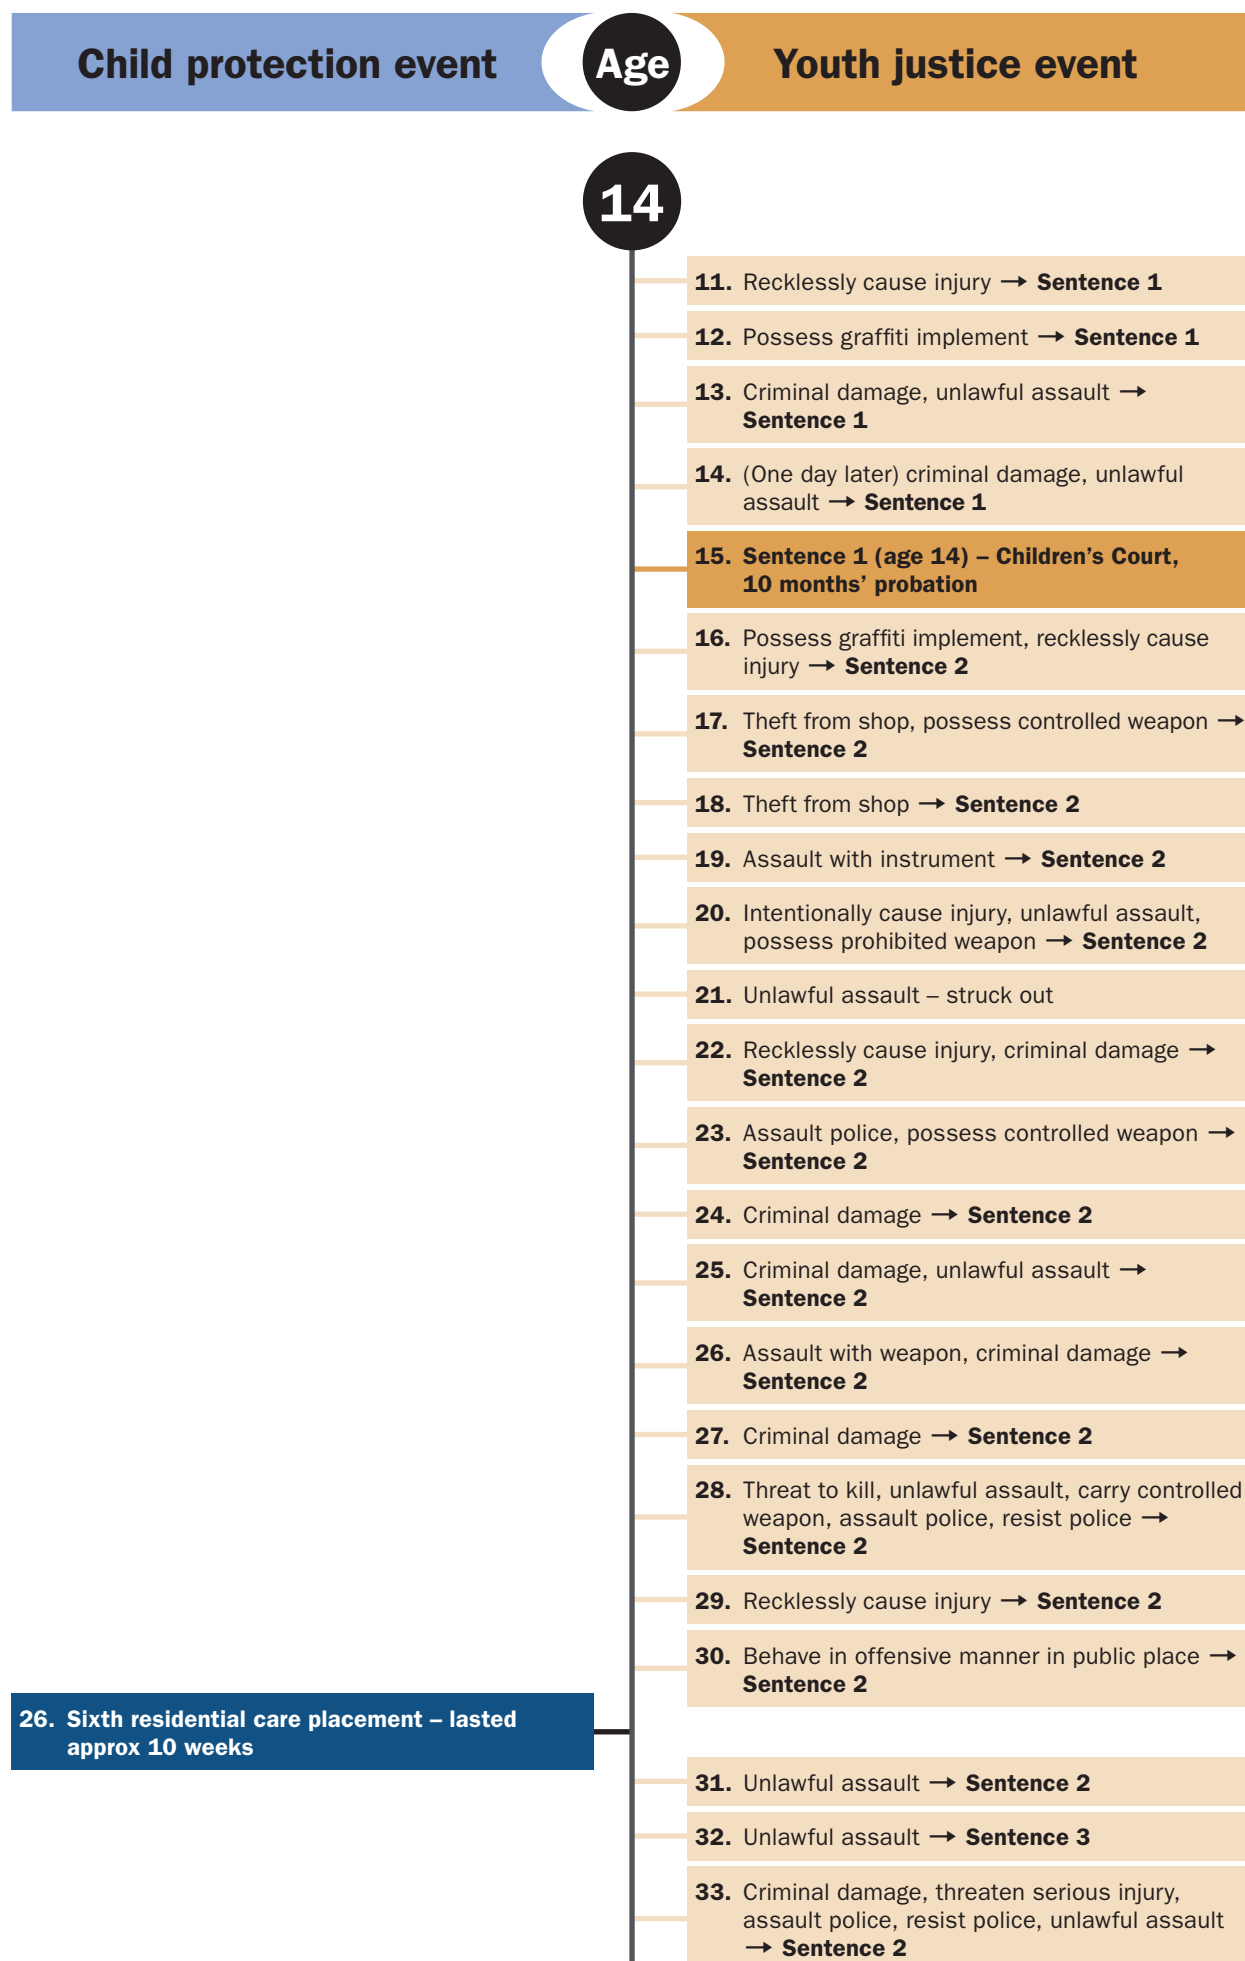 Child protection event
Age
Youth justice event
14
11. Recklessly cause injury → Sentence 1
12. Possess graffiti implement → Sentence 1
13. Criminal damage, unlawful assault →
Sentence 1
14. (One day later) criminal damage, unlawful
assault → Sentence 1
15. Sentence 1 (age 14) – Children’s Court,
10 months’ probation
16. Possess graffiti implement, recklessly cause
injury → Sentence 2
17. Theft from shop, possess controlled weapon →
Sentence 2
18. Theft from shop → Sentence 2
19. Assault with instrument → Sentence 2
20. Intentionally cause injury, unlawful assault,
possess prohibited weapon → Sentence 2
21. Unlawful assault – struck out
22. Recklessly cause injury, criminal damage →
Sentence 2
23. Assault police, possess controlled weapon →
Sentence 2
24. Criminal damage → Sentence 2
25. Criminal damage, unlawful assault →
Sentence 2
26. Assault with weapon, criminal damage →
Sentence 2
27. Criminal damage → Sentence 2
28. Threat to kill, unlawful assault, carry controlled
weapon, assault police, resist police →
Sentence 2
29. Recklessly cause injury → Sentence 2
30. Behave in offensive manner in public place →
Sentence 2
26. Sixth residential care placement – lasted
approx 10 weeks
31. Unlawful assault → Sentence 2
32. Unlawful assault → Sentence 3
33. Criminal damage, threaten serious injury,
assault police, resist police, unlawful assault
→ Sentence 2